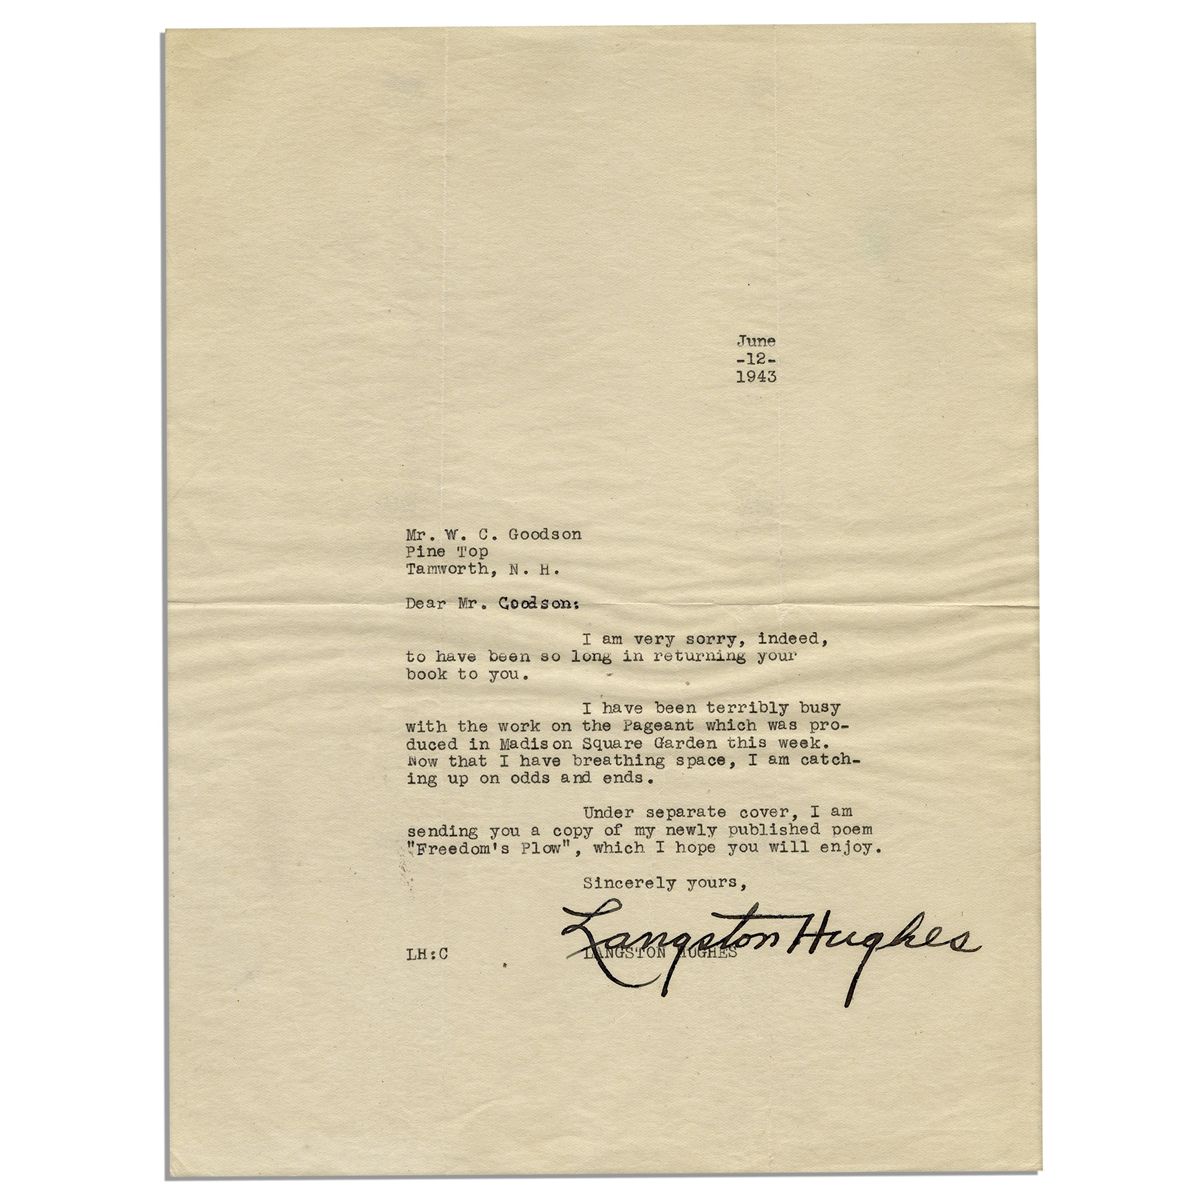 June
-12-
1943
Mr. W. C. Goodson
Pine Top
Tamworth, N. H.
Dear Mr. Goodson:
I am very sorry, indeed,
to have been so long in returning your
book to you.
I have been terribly busy
with the work on the Pageant which was pro-
duced in Madison Square Garden this week.
Now that I have breathing space, I am catch-
ing up on odds and ends.
Under separate cover, I am
sending you a copy of my newly published poem
"Freedom's Plow", which I hope you will enjoy.
Sincerely yours,
Langston Hughes
LH:C LANGSTON HUGHES